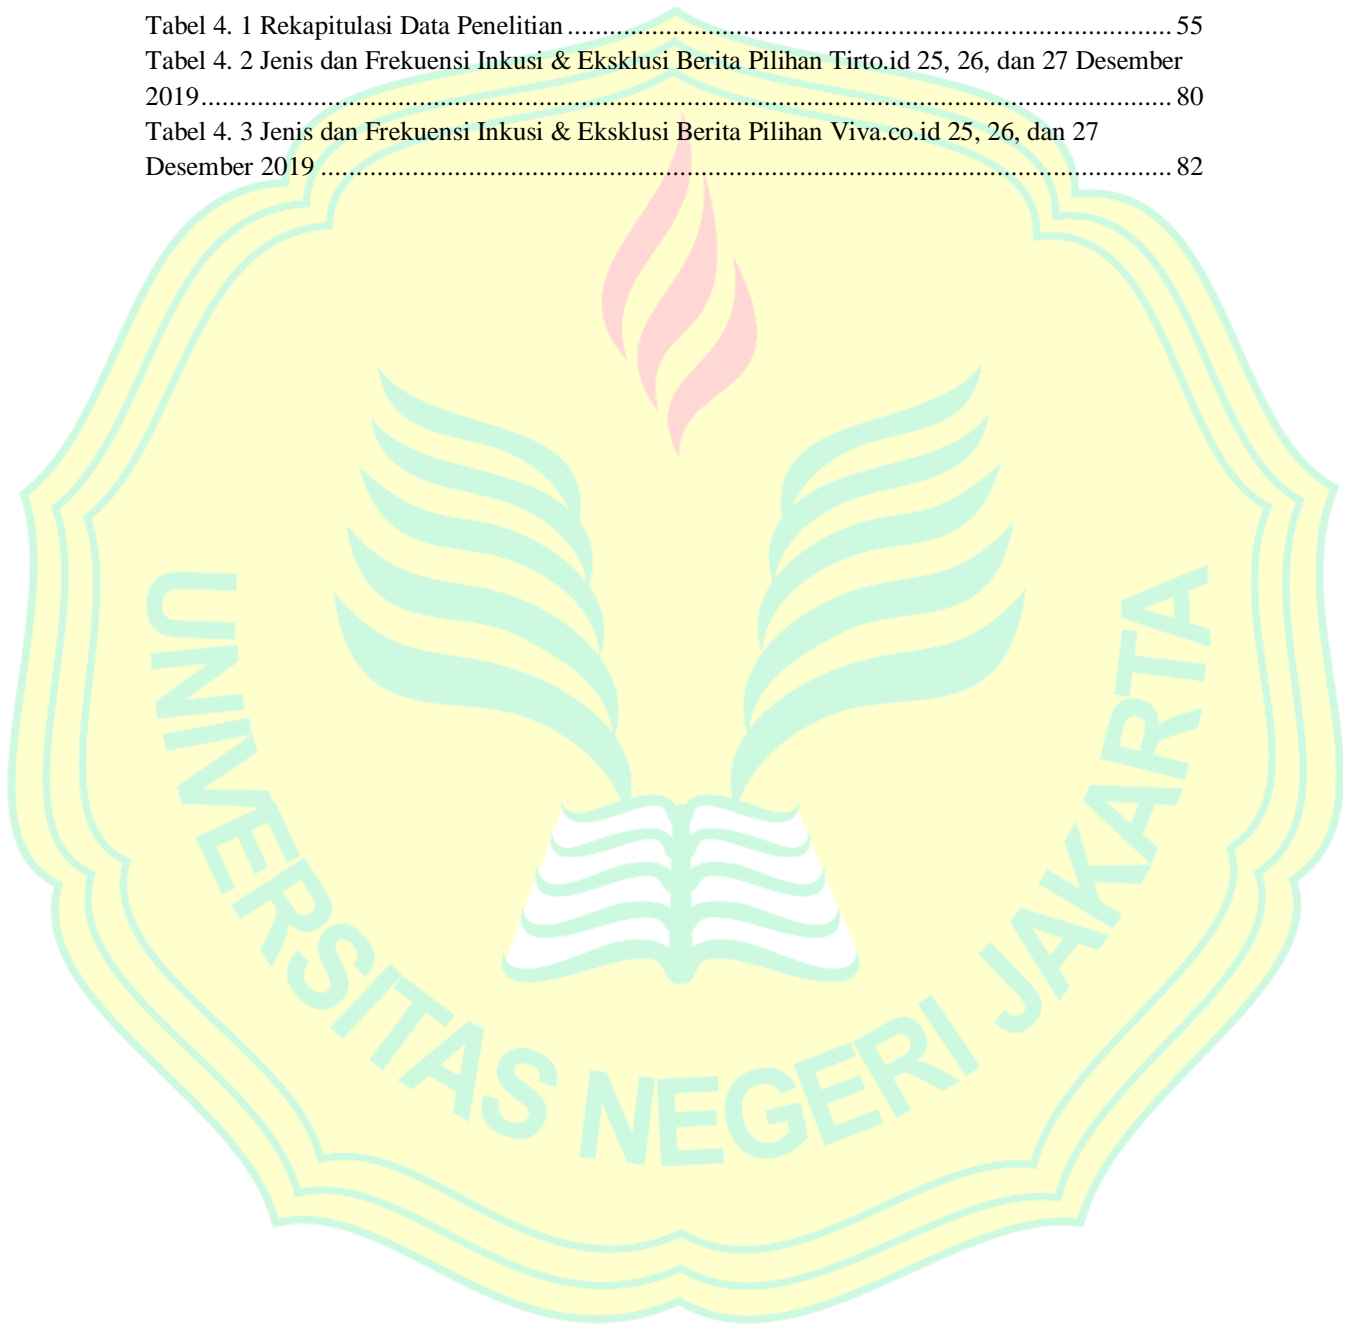 Tabel 4. 1 Rekapitulasi Data Penelitian ........................................................................................... 55
Tabel 4. 2 Jenis dan Frekuensi Inkusi & Eksklusi Berita Pilihan Tirto.id 25, 26, dan 27 Desember
2019.................................................................................................................................................. 80
Tabel 4. 3 Jenis dan Frekuensi Inkusi & Eksklusi Berita Pilihan Viva.co.id 25, 26, dan 27
Desember 2019 ................................................................................................................................ 82
UNIVERSITAS NEGERI JAKARTA